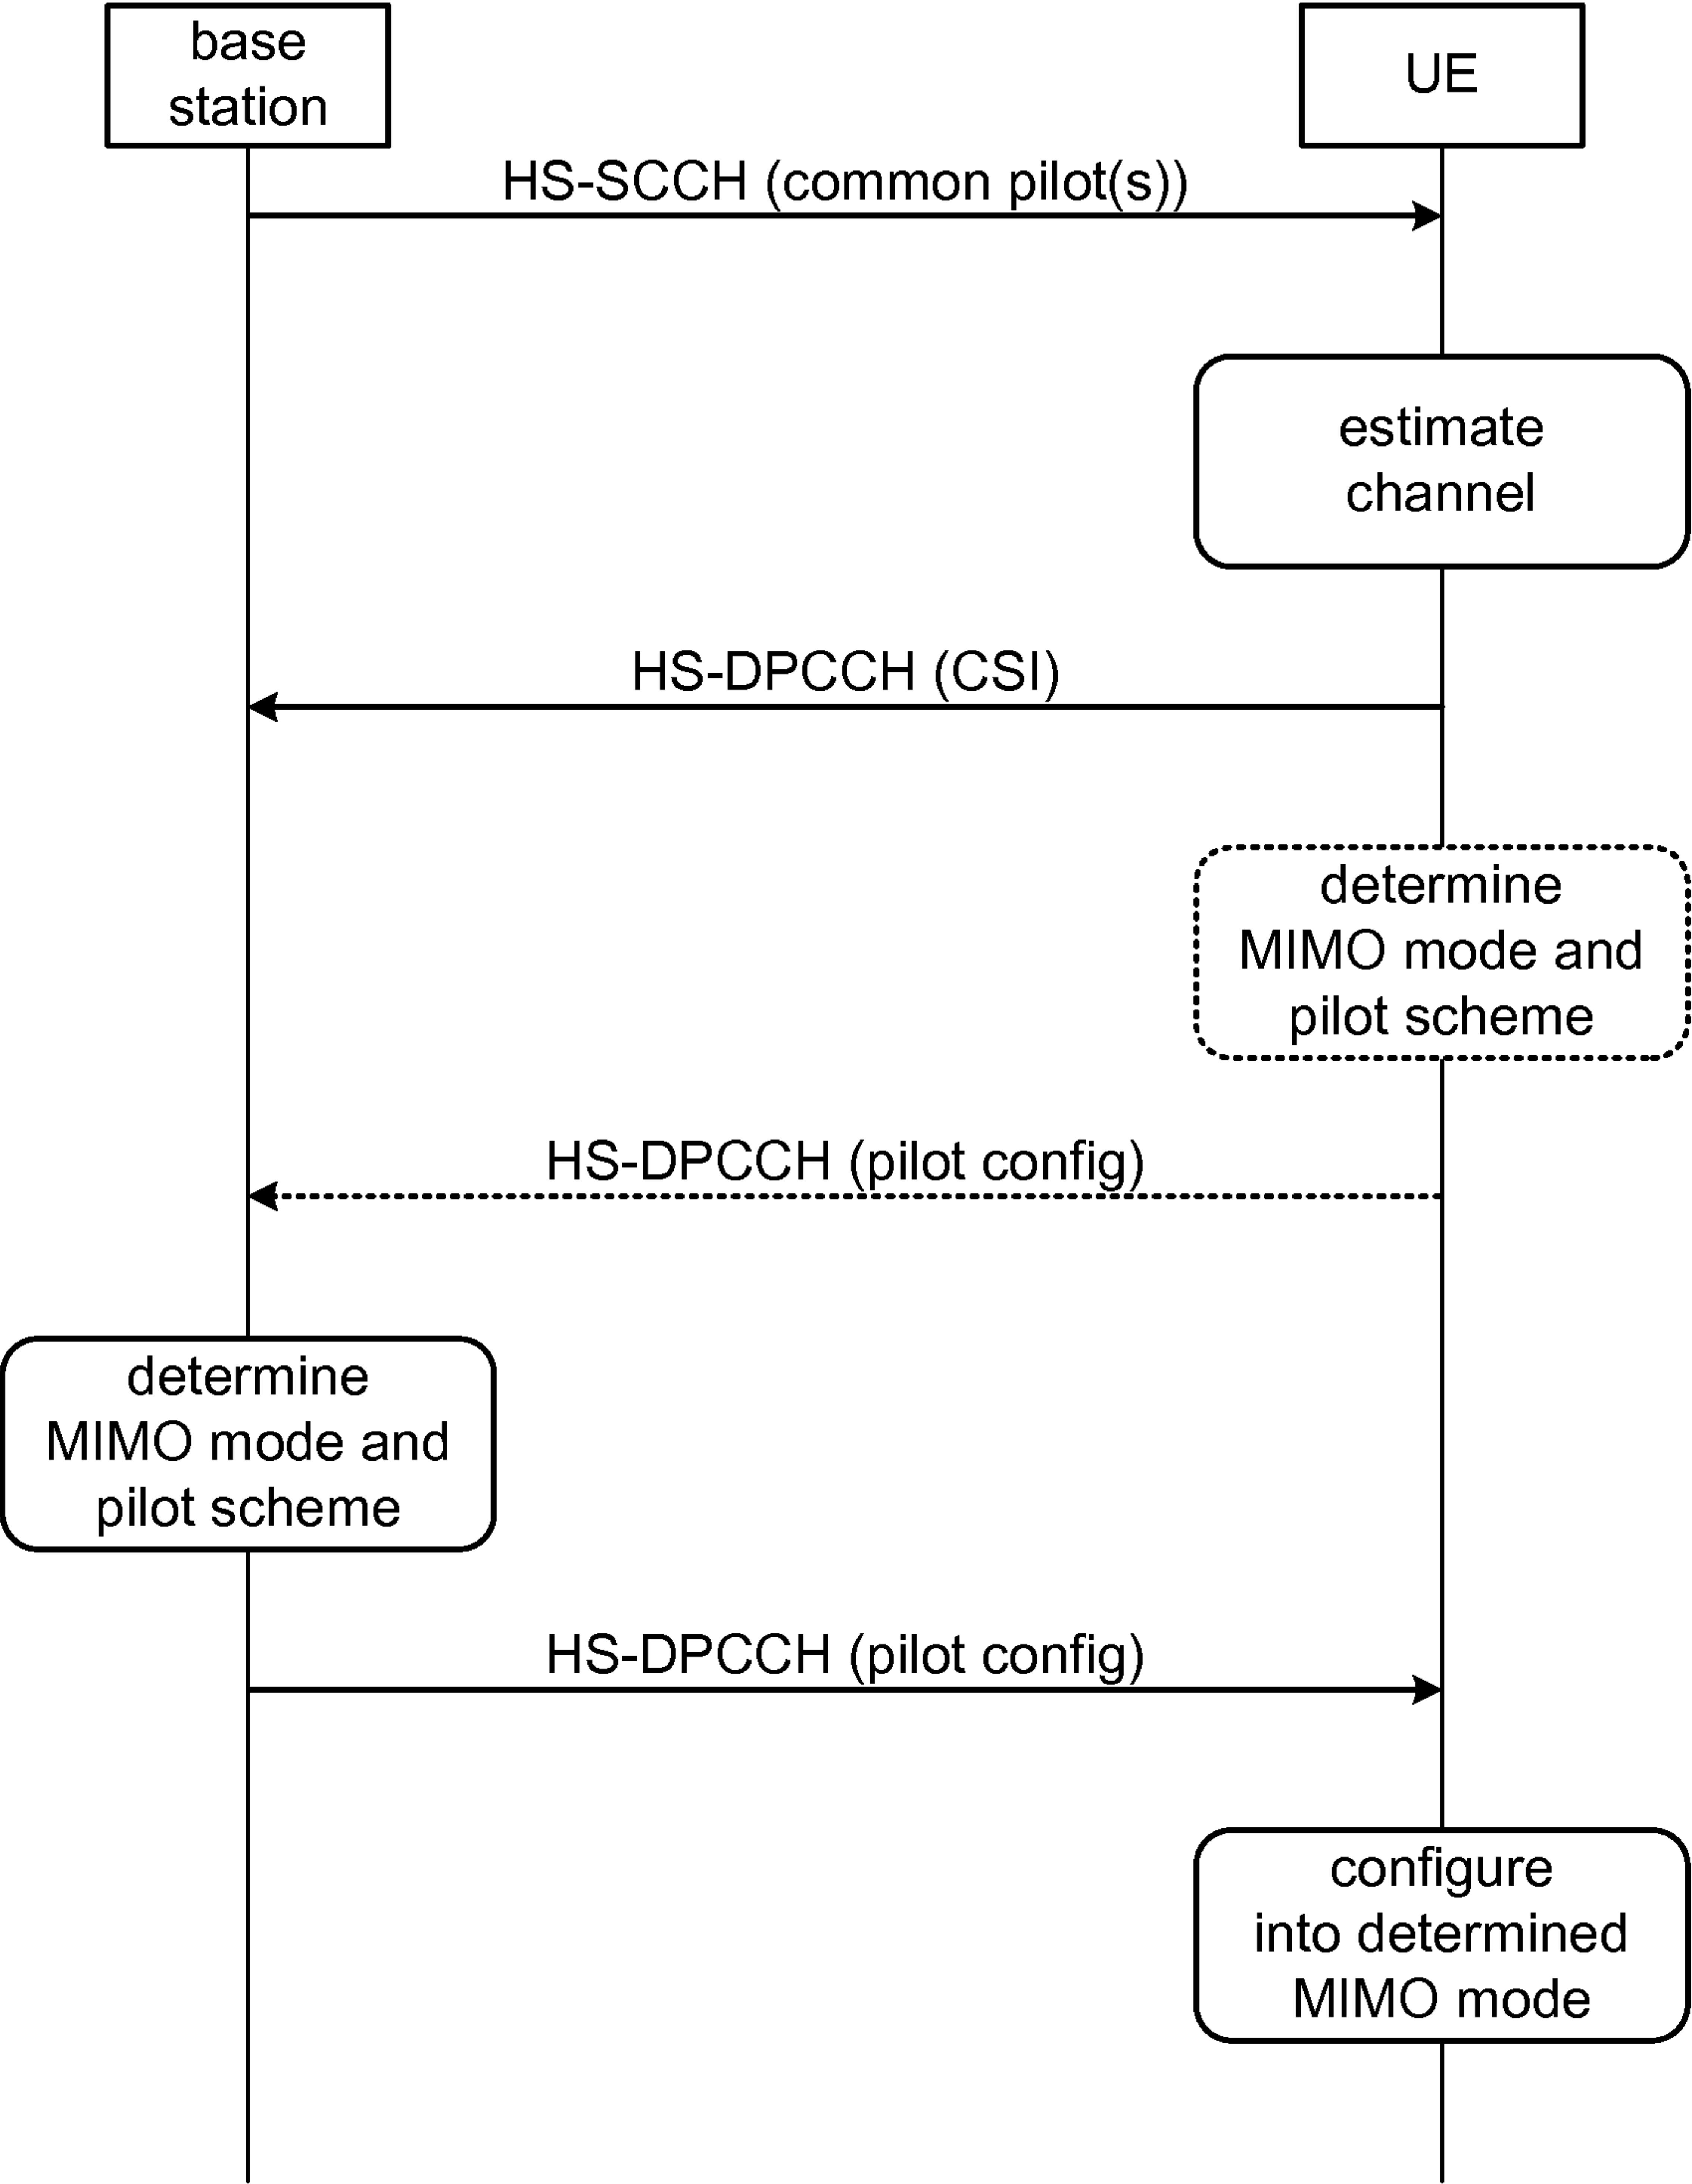 base
station
UE
HS-SCCH (common pilot(s))
estimate
channel
HS-DPCCH (CSI)
determine
MIMO mode and
pilot scheme
HS-DPCCH (pilot config)
determine
MIMO mode and
pilot scheme
HS-DPCCH (pilot config)
configure
into determined
MIMO mode